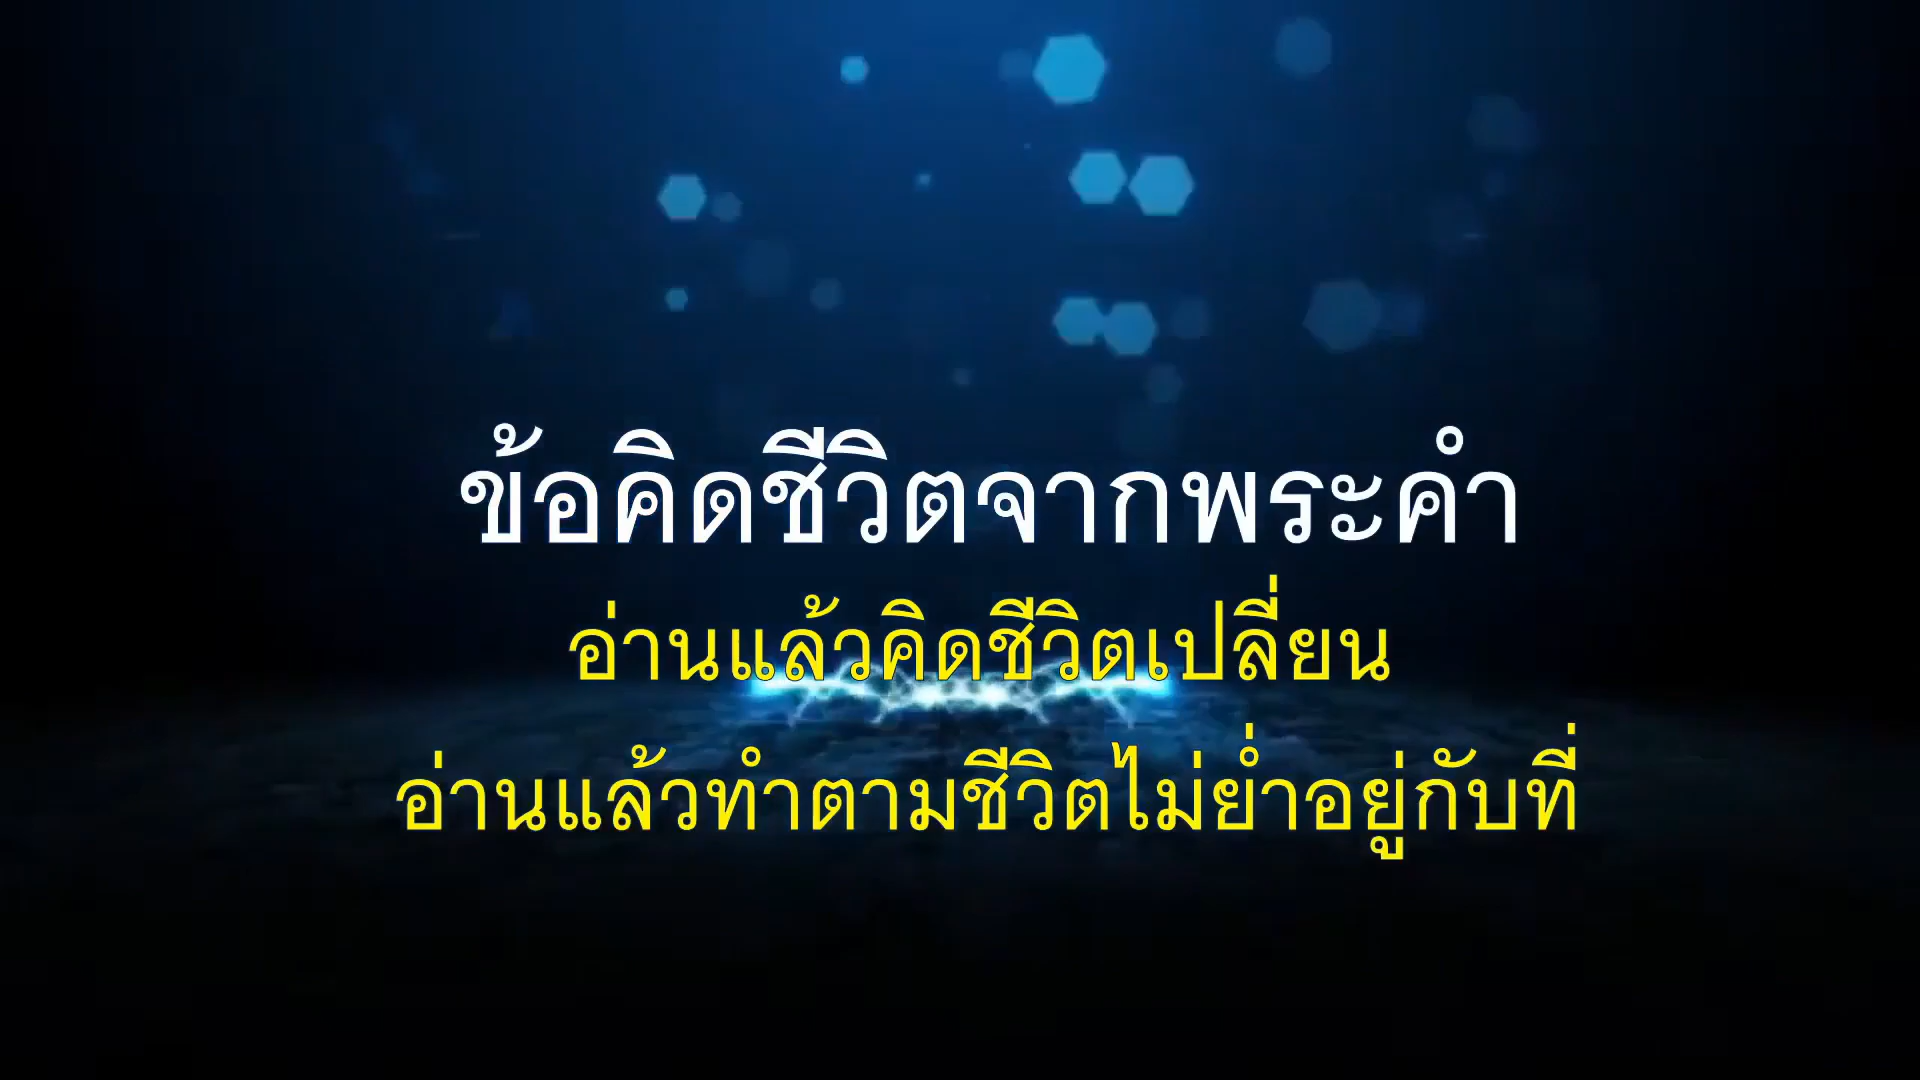 ข้อคิดชีวิตจากพระคำ
อ่านแล้วคิดชีวิตเปลี่ยน
อ่านแล้วทำตามชีวิตไม่ย่ำอยู่กับที่